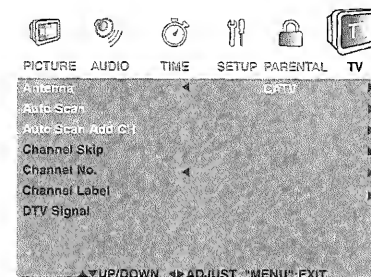 PICTURE AUDIO TIME SETUP PARENTAL TV
Antenna ◀ CATV ▶
Auto Scan ▶
Auto Scan Add CH ▶
Channel Skip ▶
Channel No. ◀ ▶
Channel Label ▶
DTV Signal
▲▼UP/DOWN ◀▶ADJUST "MENU":EXIT